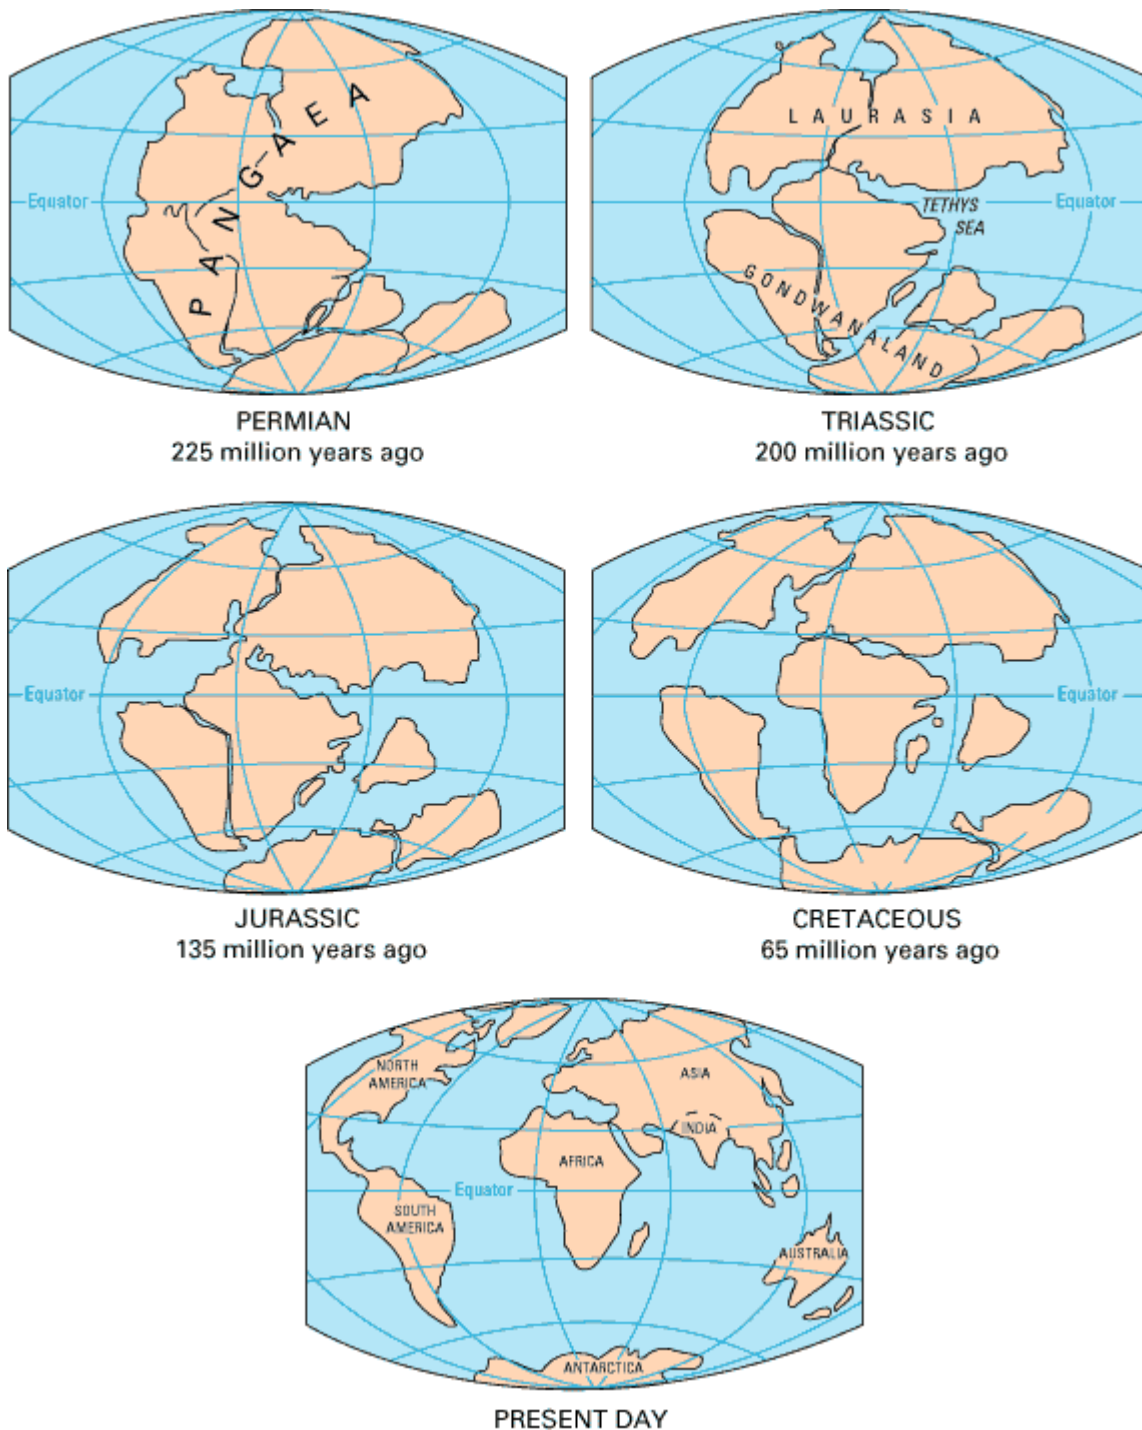 PANGAEA
Equator
PERMIAN
225 million years ago
LAURASIA
TETHYS
SEA
Equator
GONDWANALAND
TRIASSIC
200 million years ago
Equator
JURASSIC
135 million years ago
Equator
CRETACEOUS
65 million years ago
NORTH
AMERICA
ASIA
INDIA
AFRICA
Equator
SOUTH
AMERICA
AUSTRALIA
ANTARCTICA
PRESENT DAY